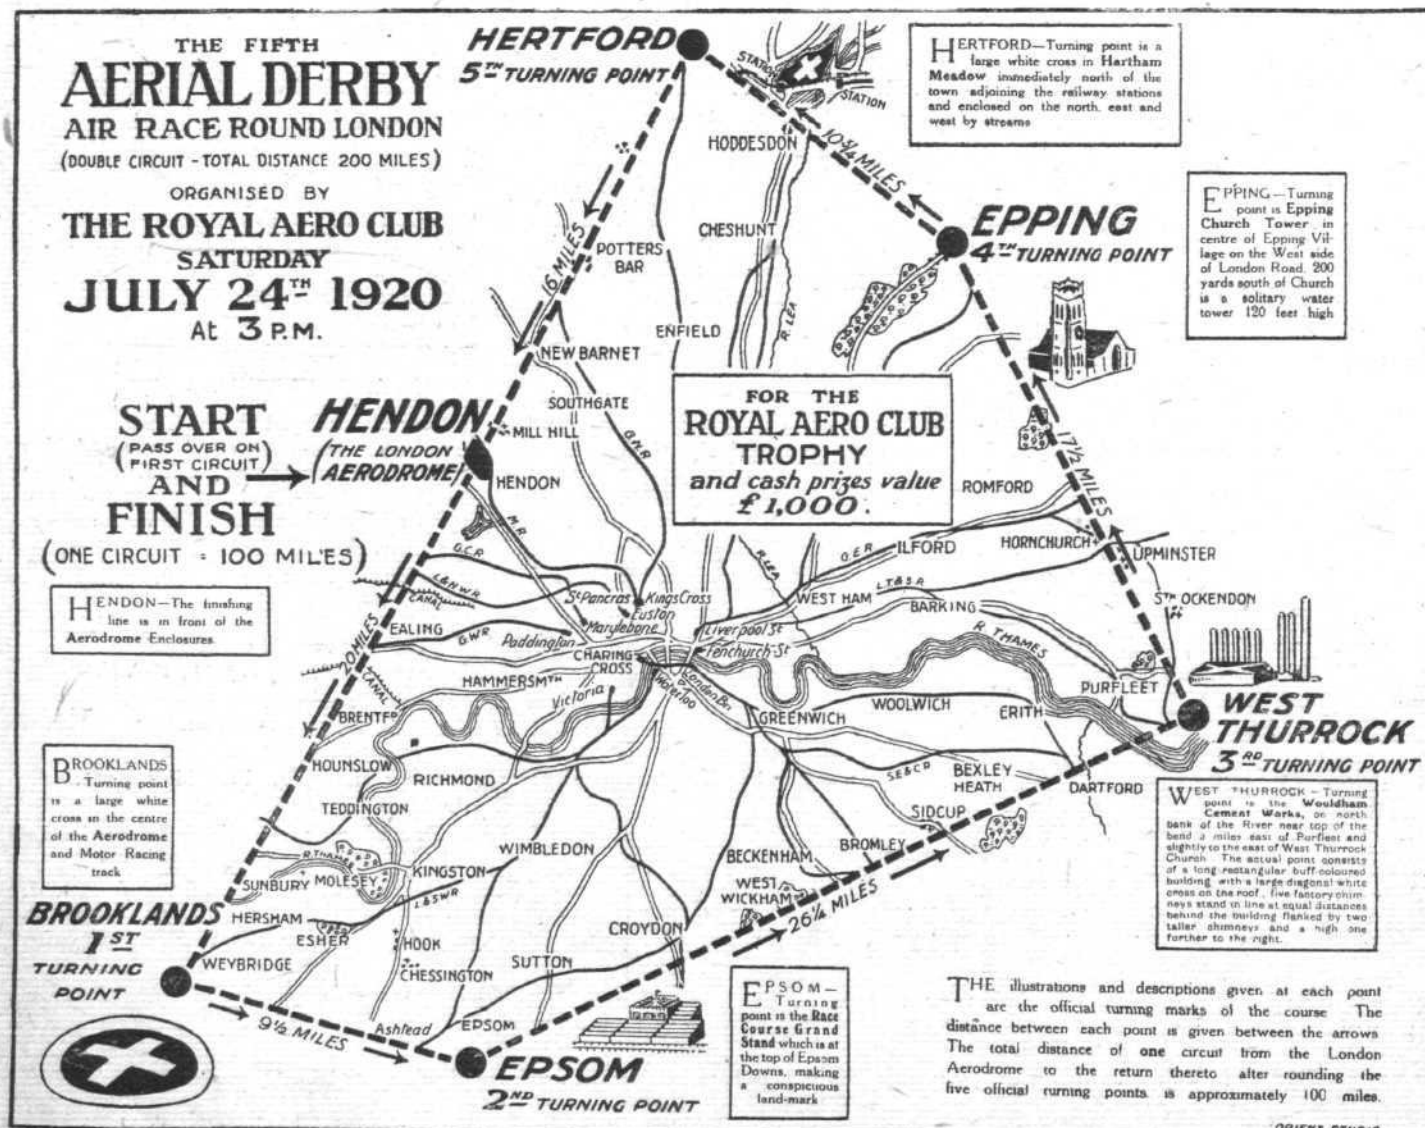 THE FIFTH
AERIAL DERBY
AIR RACE ROUND LONDON
(DOUBLE CIRCUIT - TOTAL DISTANCE 200 MILES)
ORGANISED BY
THE ROYAL AERO CLUB
SATURDAY
JULY 24TH 1920
At 3 P.M.
START
(PASS OVER ON
FIRST CIRCUIT)
AND
FINISH
(ONE CIRCUIT = 100 MILES)
HENDON
(THE LONDON
AERODROME)
HENDON—The finishing
line is in front of the
Aerodrome Enclosures.
BROOKLANDS
Turning point
is a large white
cross in the centre
of the Aerodrome
and Motor Racing
track
BROOKLANDS
1ST
TURNING
POINT
HERTFORD
5TH TURNING POINT
STATION
STATION
HERTFORD—Turning point is a
large white cross in Hartham
Meadow immediately north of the
town adjoining the railway stations
and enclosed on the north, east and
west by streams
10¾ MILES
HODDESDON
CHESHUNT
EPPING
4TH TURNING POINT
EPPING—Turning
point is Epping
Church Tower in
centre of Epping Vil-
lage on the West side
of London Road. 200
yards south of Church
is a solitary water
tower 120 feet high
16 MILES
POTTERS
BAR
ENFIELD
R. LEA
NEW BARNET
SOUTHGATE
G.N.R
MILL HILL
HENDON
FOR THE
ROYAL AERO CLUB
TROPHY
and cash prizes value
£1,000.
17½ MILES
ROMFORD
HORNCHURCH
UPMINSTER
STH OCKENDON
M.R
G.C.R
L&N.W.R
CANAL
St Pancras
Kings Cross
Euston
Marylebone
R. LEA
G.E.R
ILFORD
L.T.& S.R
WEST HAM
BARKING
EALING
G.W.R
Paddington
CHARING
CROSS
Liverpool St
Fenchurch-St
R THAMES
20 MILES
CANAL
HAMMERSMTH
Victoria
Waterloo
London Bn
BRENTFD
GREENWICH
WOOLWICH
ERITH
PURFLEET
WEST
THURROCK
3RD TURNING POINT
WEST THURROCK — Turning
point is the Wouldham
Cement Works, on north
bank of the River near top of the
bend 2 miles east of Purfleet and
slightly to the east of West Thurrock
Church The actual point consists
of a long rectangular buff-coloured
building with a large diagonal white
cross on the roof, five factory chim-
neys stand in line at equal distances
behind the building flanked by two
taller chimneys and a high one
further to the right.
HOUNSLOW
RICHMOND
S.E.& C.R
BEXLEY
HEATH
DARTFORD
TEDDINGTON
SIDCUP
WIMBLEDON
BECKENHAM
BROMLEY
R. THAMES
SUNBURY
MOLESEY
KINGSTON
WEST
WICKHAM
26¼ MILES
L&SWR
HERSHAM
ESHER
HOOK
CROYDON
WEYBRIDGE
CHESSINGTON
SUTTON
9½ MILES
Ashtead
EPSOM
EPSOM
2ND TURNING POINT
EPSOM—
Turning
point is the Race
Course Grand
Stand which is at
the top of Epsom
Downs, making
a conspicuous
land-mark
THE illustrations and descriptions given at each point
are the official turning marks of the course The
distance between each point is given between the arrows
The total distance of one circuit from the London
Aerodrome to the return thereto after rounding the
five official turning points is approximately 100 miles.